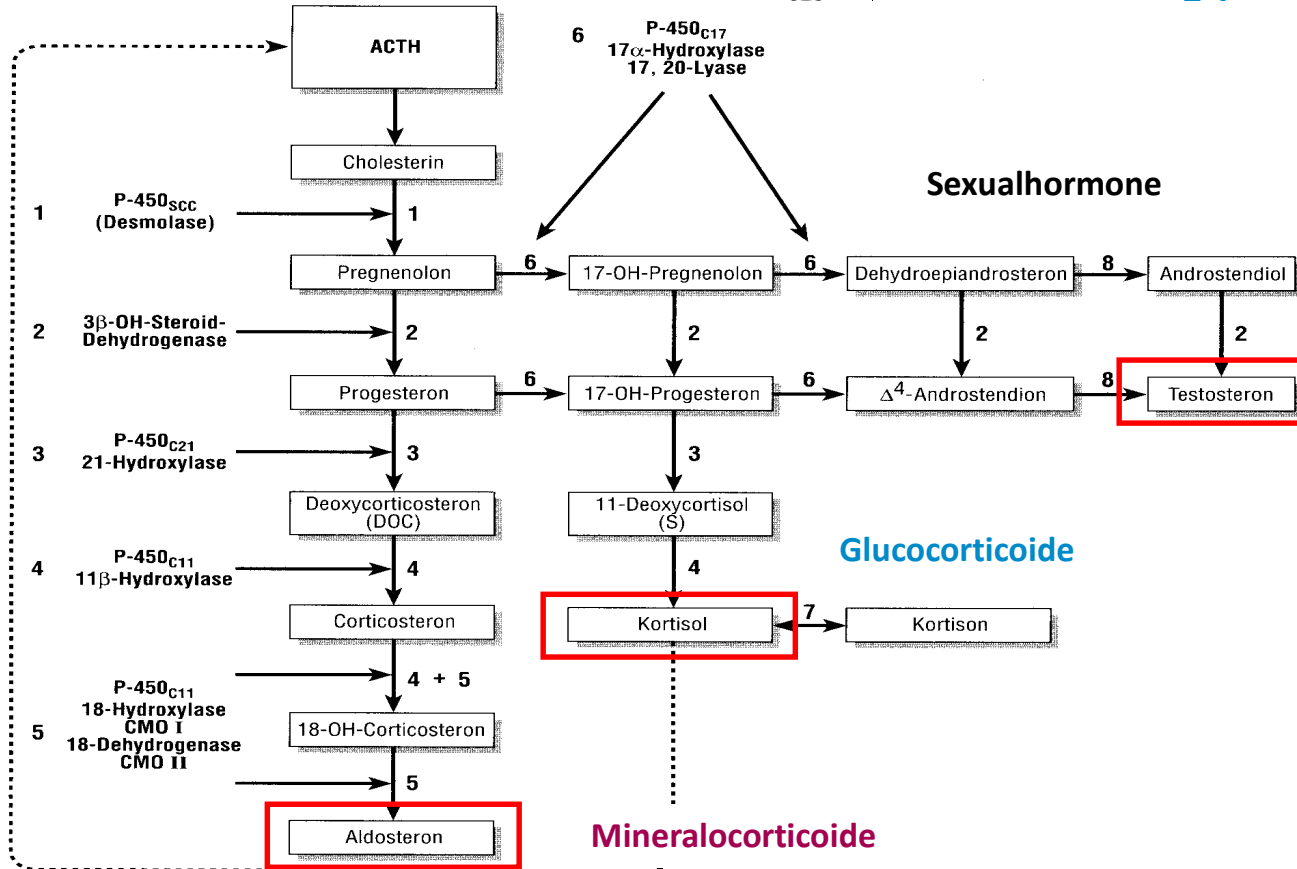 ACTH
6
P-450C17
17α-Hydroxylase
17, 20-Lyase
Cholesterin
Sexualhormone
1
P-450SCC
(Desmolase)
1
Pregnenolon
6
17-OH-Pregnenolon
6
Dehydroepiandrosteron
8
Androstendiol
2
3β-OH-Steroid-
Dehydrogenase
2
2
2
2
Progesteron
6
17-OH-Progesteron
6
Δ4-Androstendion
8
Testosteron
3
P-450C21
21-Hydroxylase
3
3
Deoxycorticosteron
(DOC)
11-Deoxycortisol
(S)
Glucocorticoide
4
P-450C11
11β-Hydroxylase
4
4
Corticosteron
Kortisol
7
Kortison
4 + 5
5
P-450C11
18-Hydroxylase
CMO I
18-Dehydrogenase
CMO II
18-OH-Corticosteron
5
Aldosteron
Mineralocorticoide